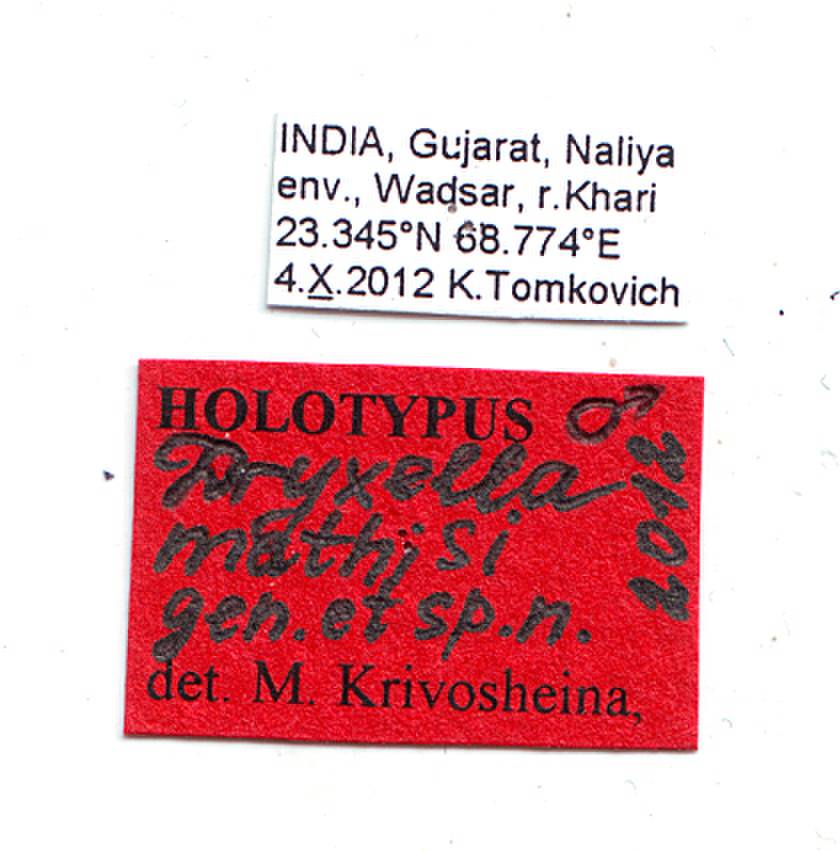 INDIA, Gujarat, Naliya
env., Wadsar, r.Khari
23.345°N 68.774°E
4.X.2012 K.Tomkovich
HOLOTYPUS ♂
Dryxella
mathisi
gen. et sp. n.
det. M. Krivosheina,
2012